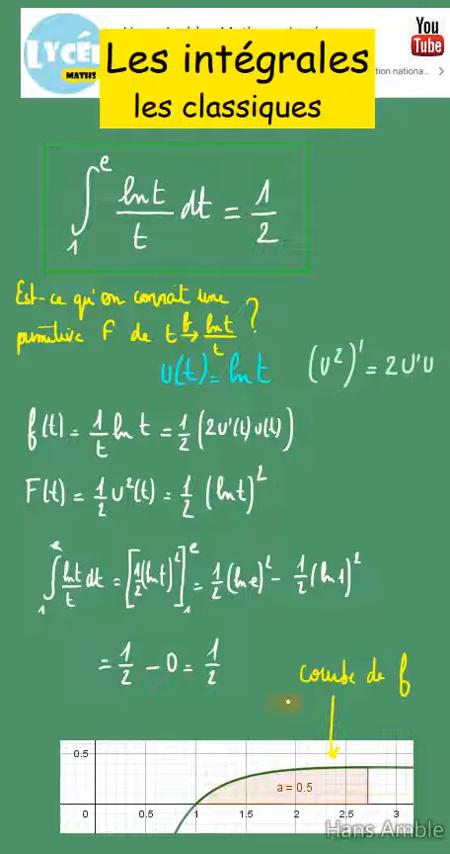 LYCÉE
MATHS
Les intégrales
les classiques
You
Tube
tion nationa... >
∫₁ᵉ ln t / t dt = 1/2
Est-ce qu'on connaît une
primitive F de t ↦ᶠ ln t / t ?
u(t) = ln t (u²)' = 2u'u
f(t) = 1/t ln t = 1/2 (2u'(t)u(t))
F(t) = 1/2 u²(t) = 1/2 (ln t)²
∫₁ᵉ ln t / t dt = [1/2 (ln t)²]₁ᵉ = 1/2 (ln e)² - 1/2 (ln 1)²
= 1/2 - 0 = 1/2
courbe de f
0.5
a = 0.5
0 0.5 1 1.5 2 2.5 3
Hans Amble